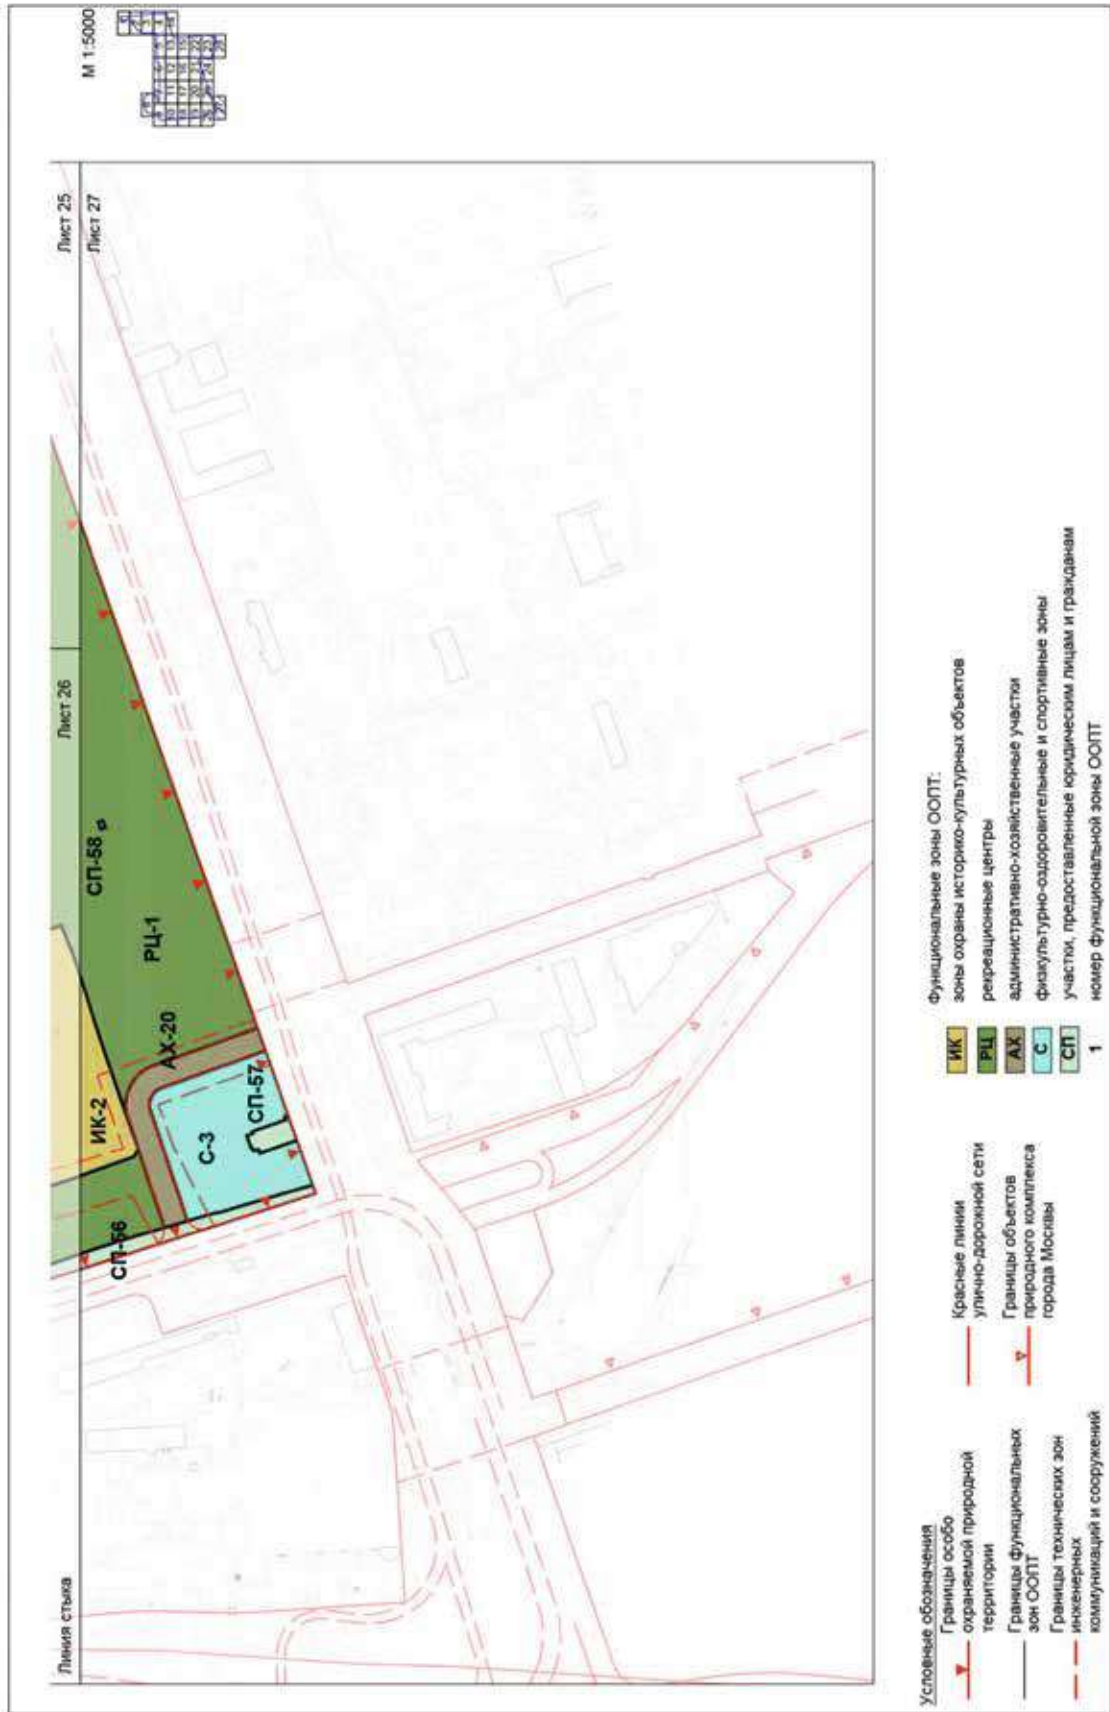 М 1:5000
Линия стыка
Лист 26
Лист 25
Лист 27
СП-56
ИК-2
АХ-20
РЦ-1
СП-58
С-3
СП-57
Условные обозначения
Границы особо
охраняемой природной
территории
Границы функциональных
зон ООПТ
Границы технических зон
инженерных
коммуникаций и сооружений
Красные линии
улично-дорожной сети
Границы объектов
природного комплекса
города Москвы
Функциональные зоны ООПТ:
ИК зоны охраны историко-культурных объектов
РЦ рекреационные центры
АХ административно-хозяйственные участки
С физкультурно-оздоровительные и спортивные зоны
СП участки, предоставленные юридическим лицам и гражданам
1 номер функциональной зоны ООПТ